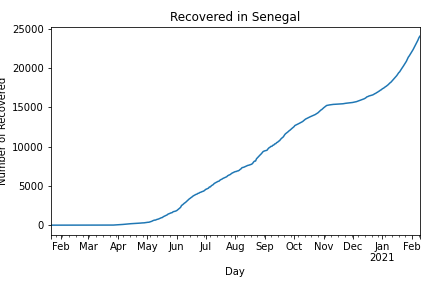 Recovered in Senegal
Number of Recovered
25000
20000
15000
10000
5000
0
Feb Mar Apr May Jun Jul Aug Sep Oct Nov Dec Jan Feb
2021
Day